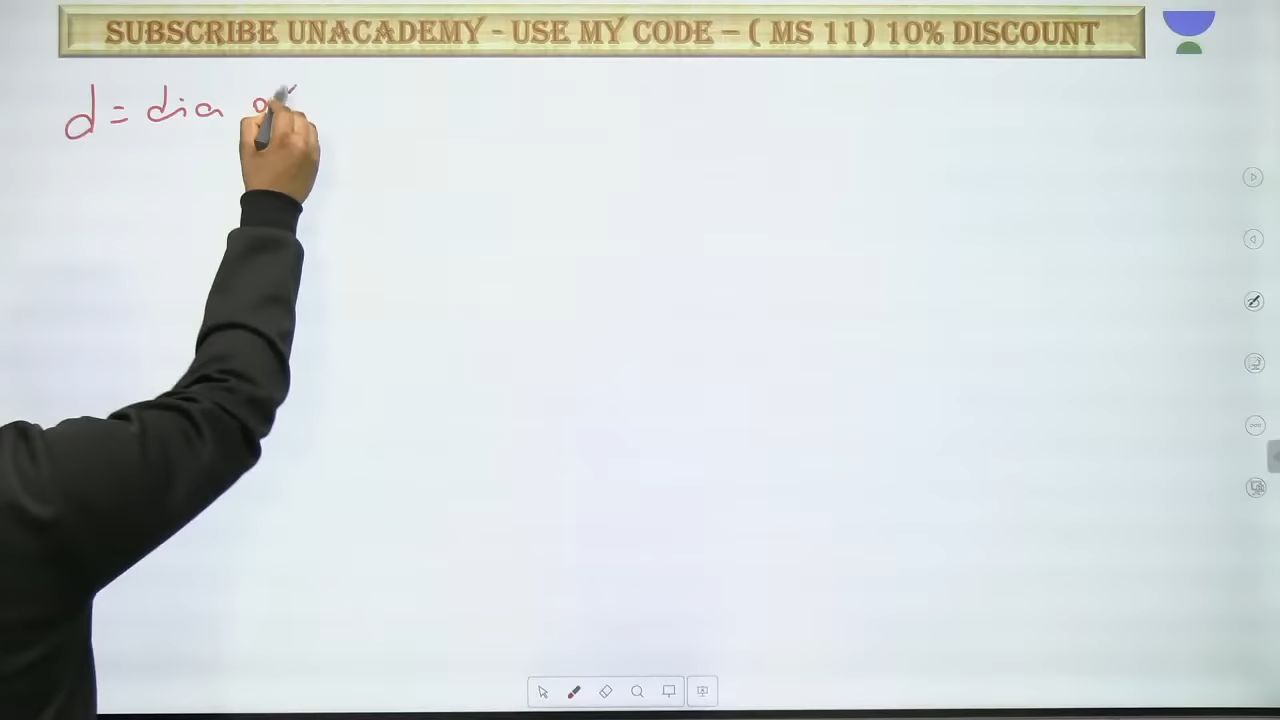 SUBSCRIBE UNACADEMY - USE MY CODE – ( MS 11) 10% DISCOUNT
d = dia